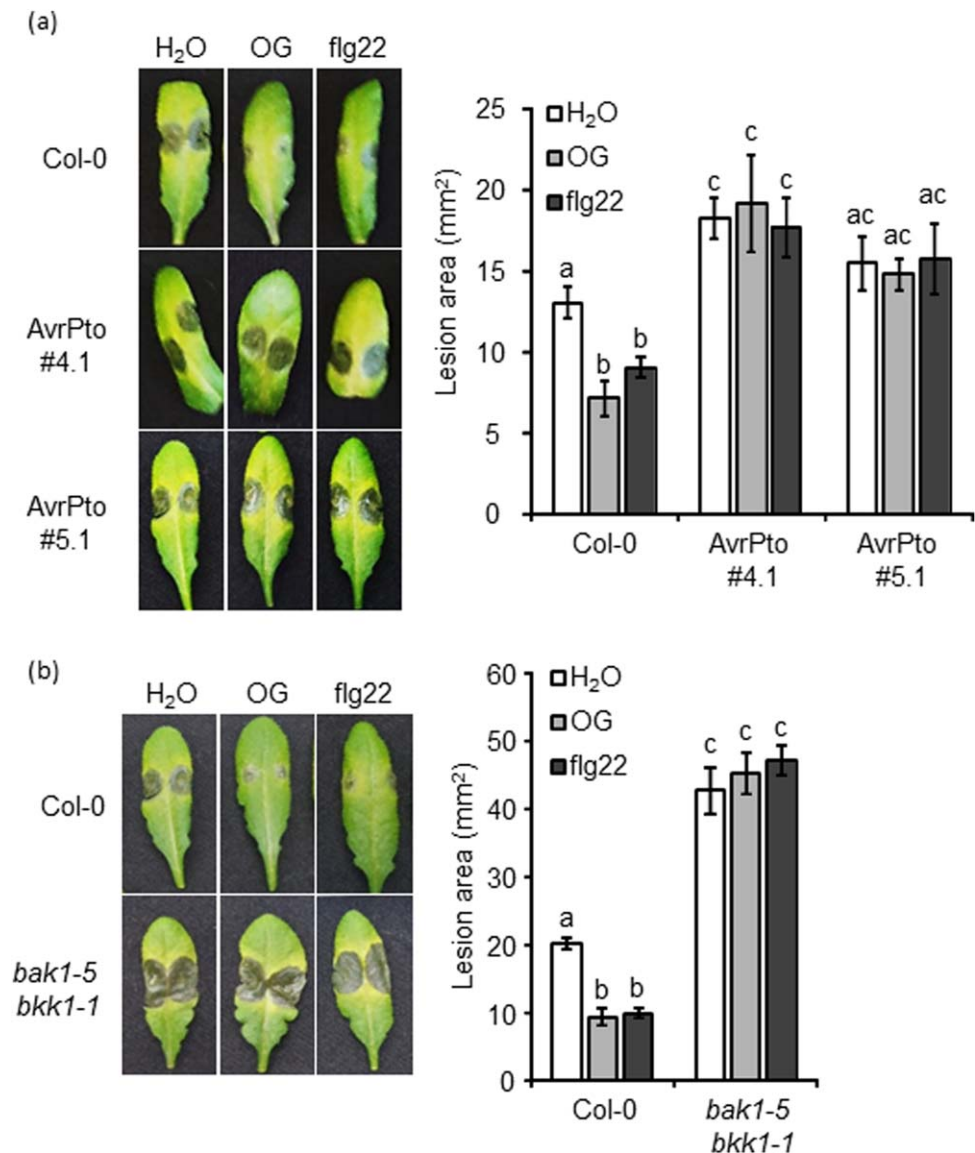 (a)
H₂O OG flg22
Col-0
AvrPto
#4.1
AvrPto
#5.1
Lesion area (mm²)
25
20
15
10
5
0
H₂O
OG
flg22
a b b c c c ac ac ac
Col-0 AvrPto AvrPto
#4.1 #5.1
(b)
H₂O OG flg22
Col-0
bak1-5
bkk1-1
Lesion area (mm²)
60
50
40
30
20
10
0
H₂O
OG
flg22
a b b c c c
Col-0 bak1-5
bkk1-1